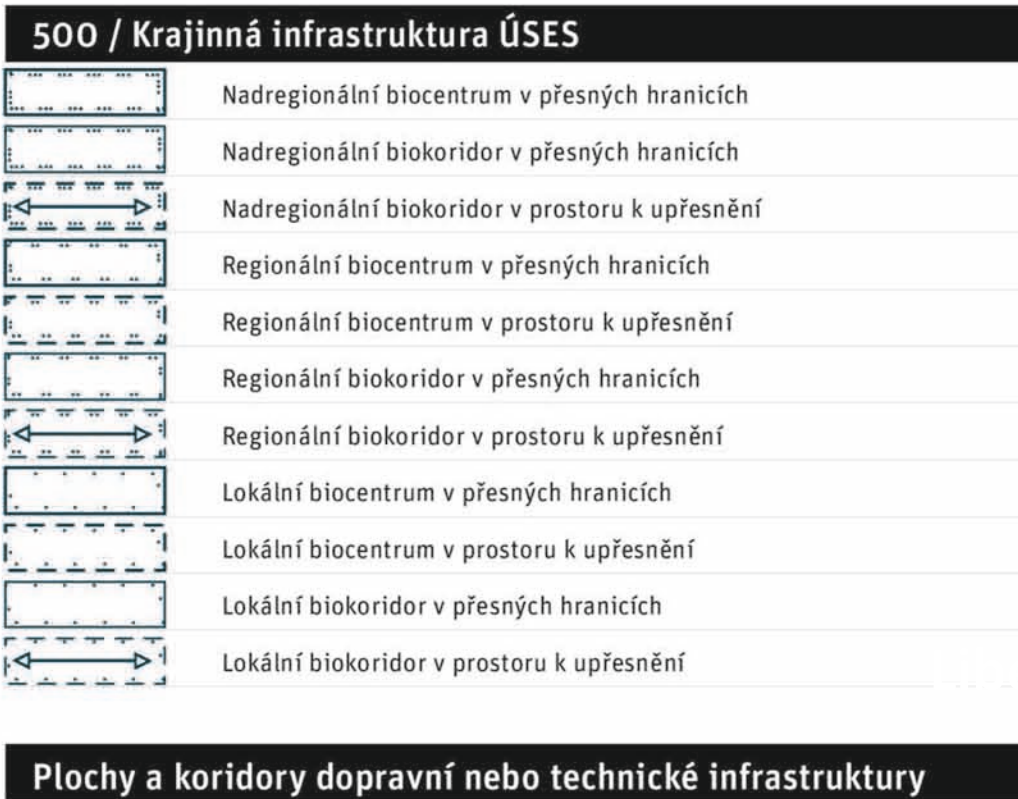 500 / Krajinná infrastruktura ÚSES
Nadregionální biocentrum v přesných hranicích
Nadregionální biokoridor v přesných hranicích
Nadregionální biokoridor v prostoru k upřesnění
Regionální biocentrum v přesných hranicích
Regionální biocentrum v prostoru k upřesnění
Regionální biokoridor v přesných hranicích
Regionální biokoridor v prostoru k upřesnění
Lokální biocentrum v přesných hranicích
Lokální biocentrum v prostoru k upřesnění
Lokální biokoridor v přesných hranicích
Lokální biokoridor v prostoru k upřesnění
Plochy a koridory dopravní nebo technické infrastruktury